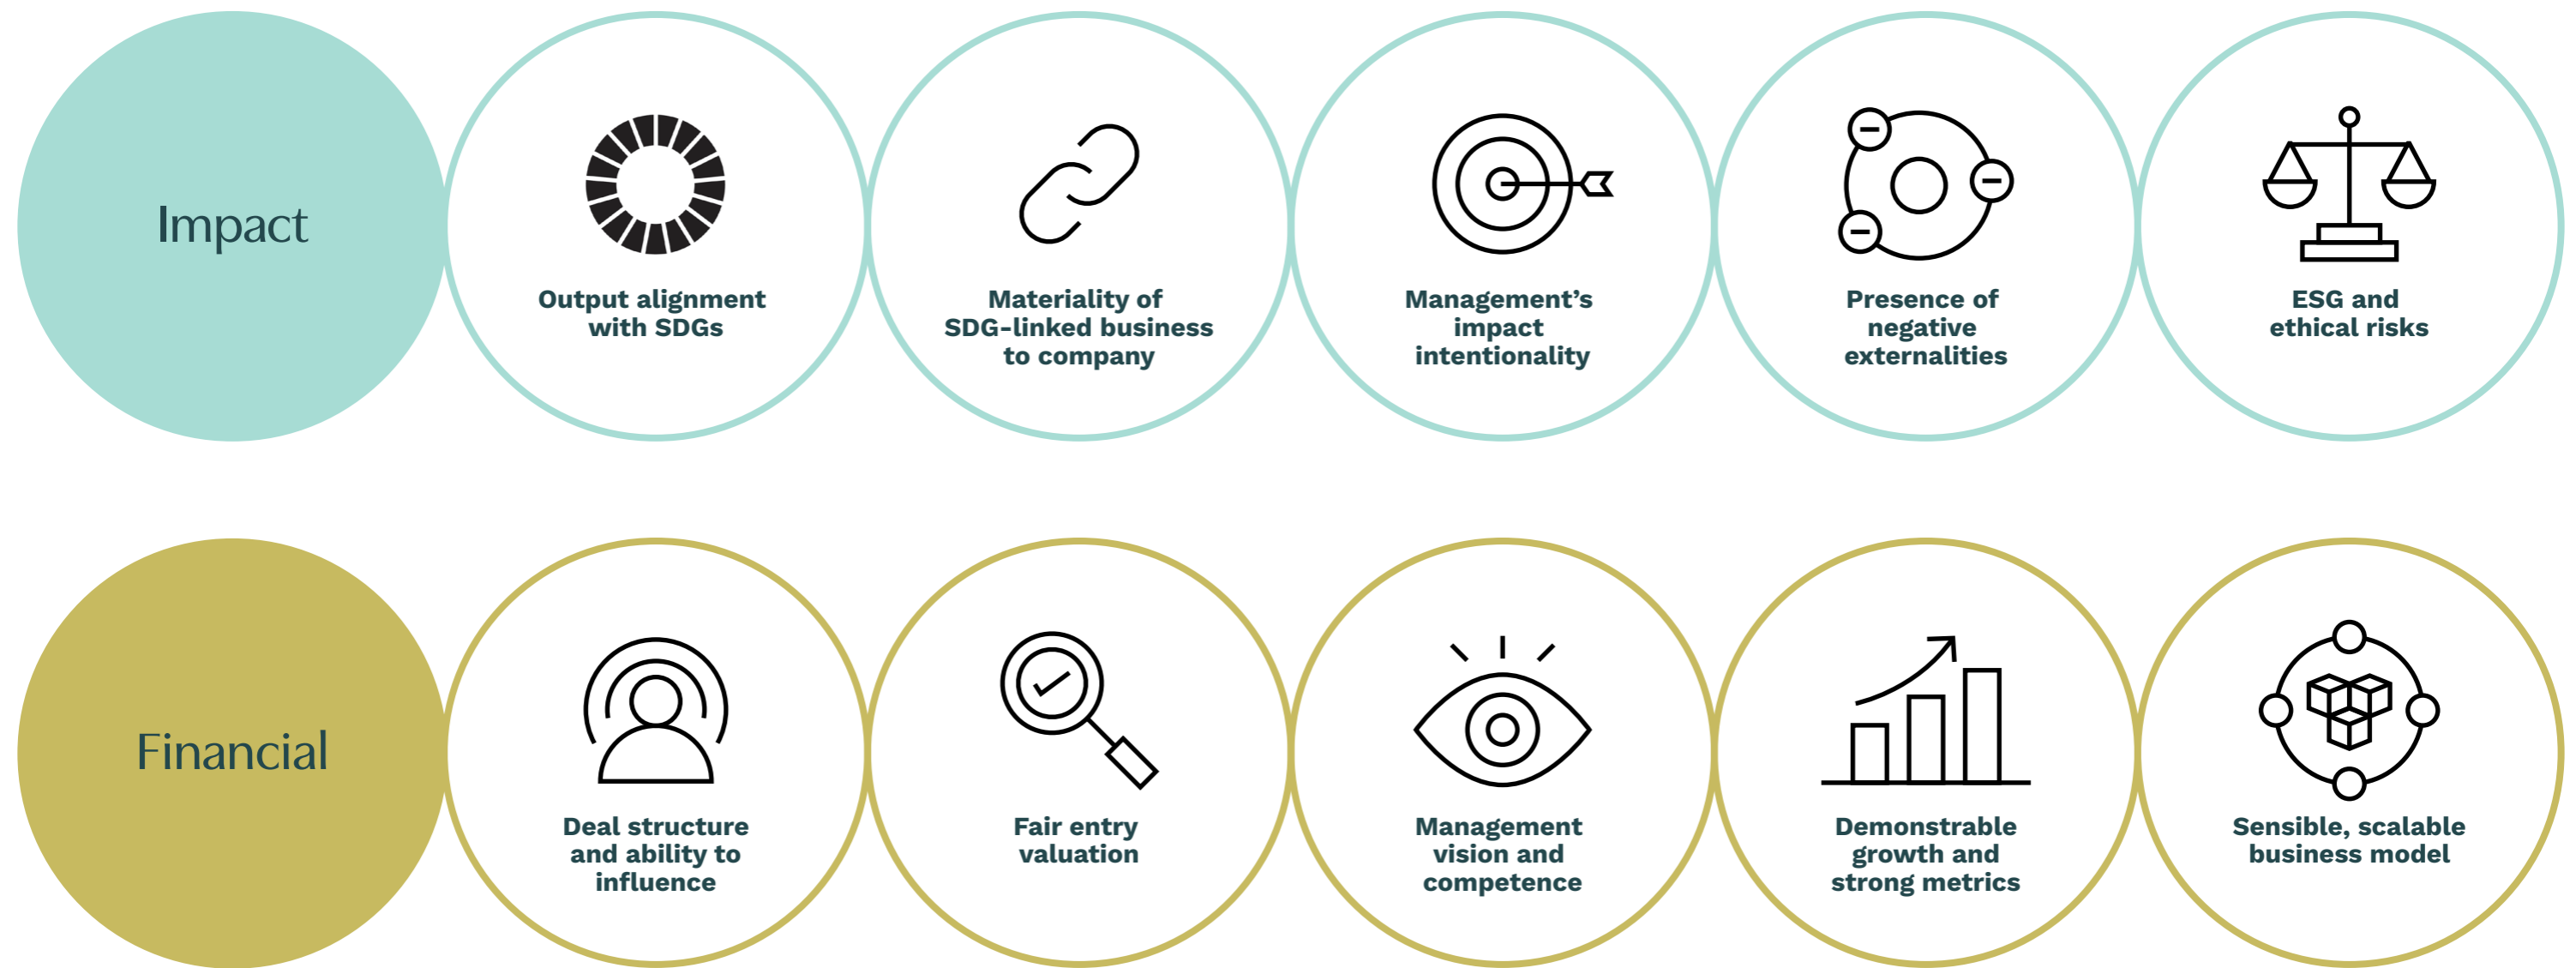 Impact
Output alignment
with SDGs
Materiality of
SDG-linked business
to company
Management’s
impact
intentionality
Presence of
negative
externalities
ESG and
ethical risks
Financial
Deal structure
and ability to
influence
Fair entry
valuation
Management
vision and
competence
Demonstrable
growth and
strong metrics
Sensible, scalable
business model